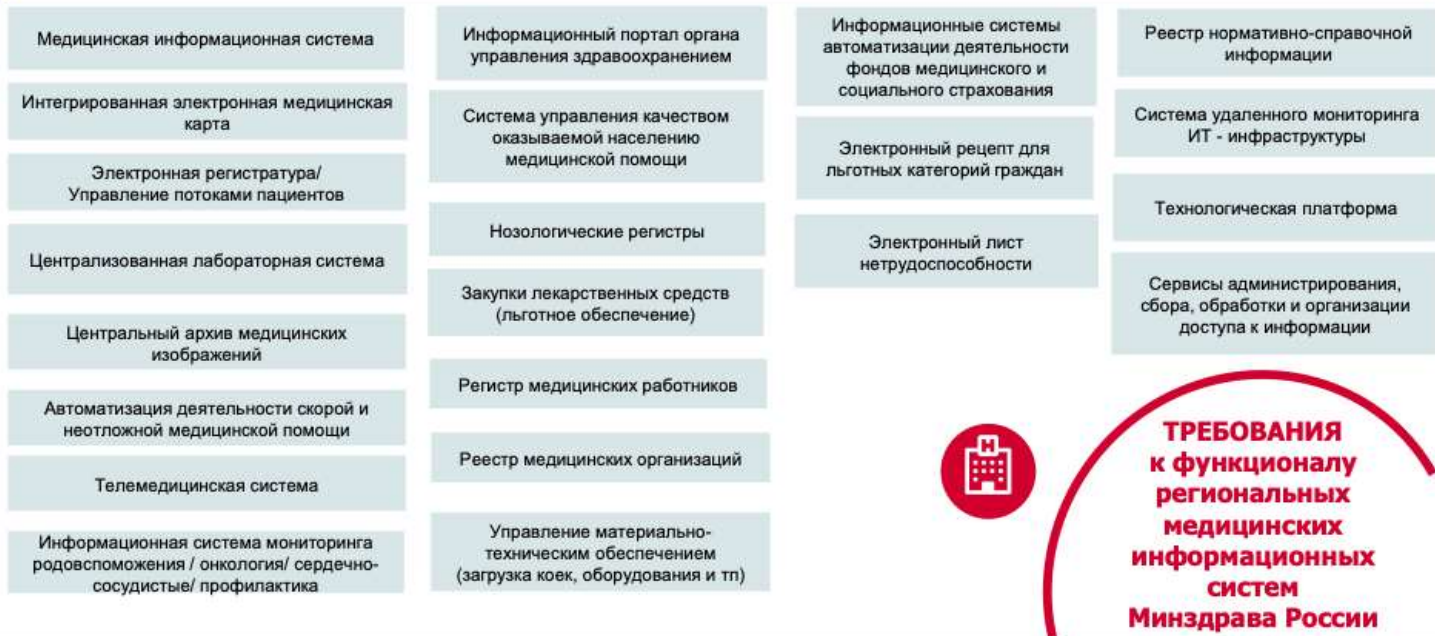 Медицинская информационная система
Интегрированная электронная медицинская
карта
Электронная регистратура/
Управление потоками пациентов
Централизованная лабораторная система
Центральный архив медицинских
изображений
Автоматизация деятельности скорой и
неотложной медицинской помощи
Телемедицинская система
Информационная система мониторинга
родовспоможения / онкология/ сердечно-
сосудистые/ профилактика
Информационный портал органа
управления здравоохранением
Система управления качеством
оказываемой населению
медицинской помощи
Нозологические регистры
Закупки лекарственных средств
(льготное обеспечение)
Регистр медицинских работников
Реестр медицинских организаций
Управление материально-
техническим обеспечением
(загрузка коек, оборудования и тп)
Информационные системы
автоматизации деятельности
фондов медицинского и
социального страхования
Электронный рецепт для
льготных категорий граждан
Электронный лист
нетрудоспособности
Реестр нормативно-справочной
информации
Система удаленного мониторинга
ИТ - инфраструктуры
Технологическая платформа
Сервисы администрирования,
сбора, обработки и организации
доступа к информации
H
ТРЕБОВАНИЯ
к функционалу
региональных
медицинских
информационных
систем
Минздрава России